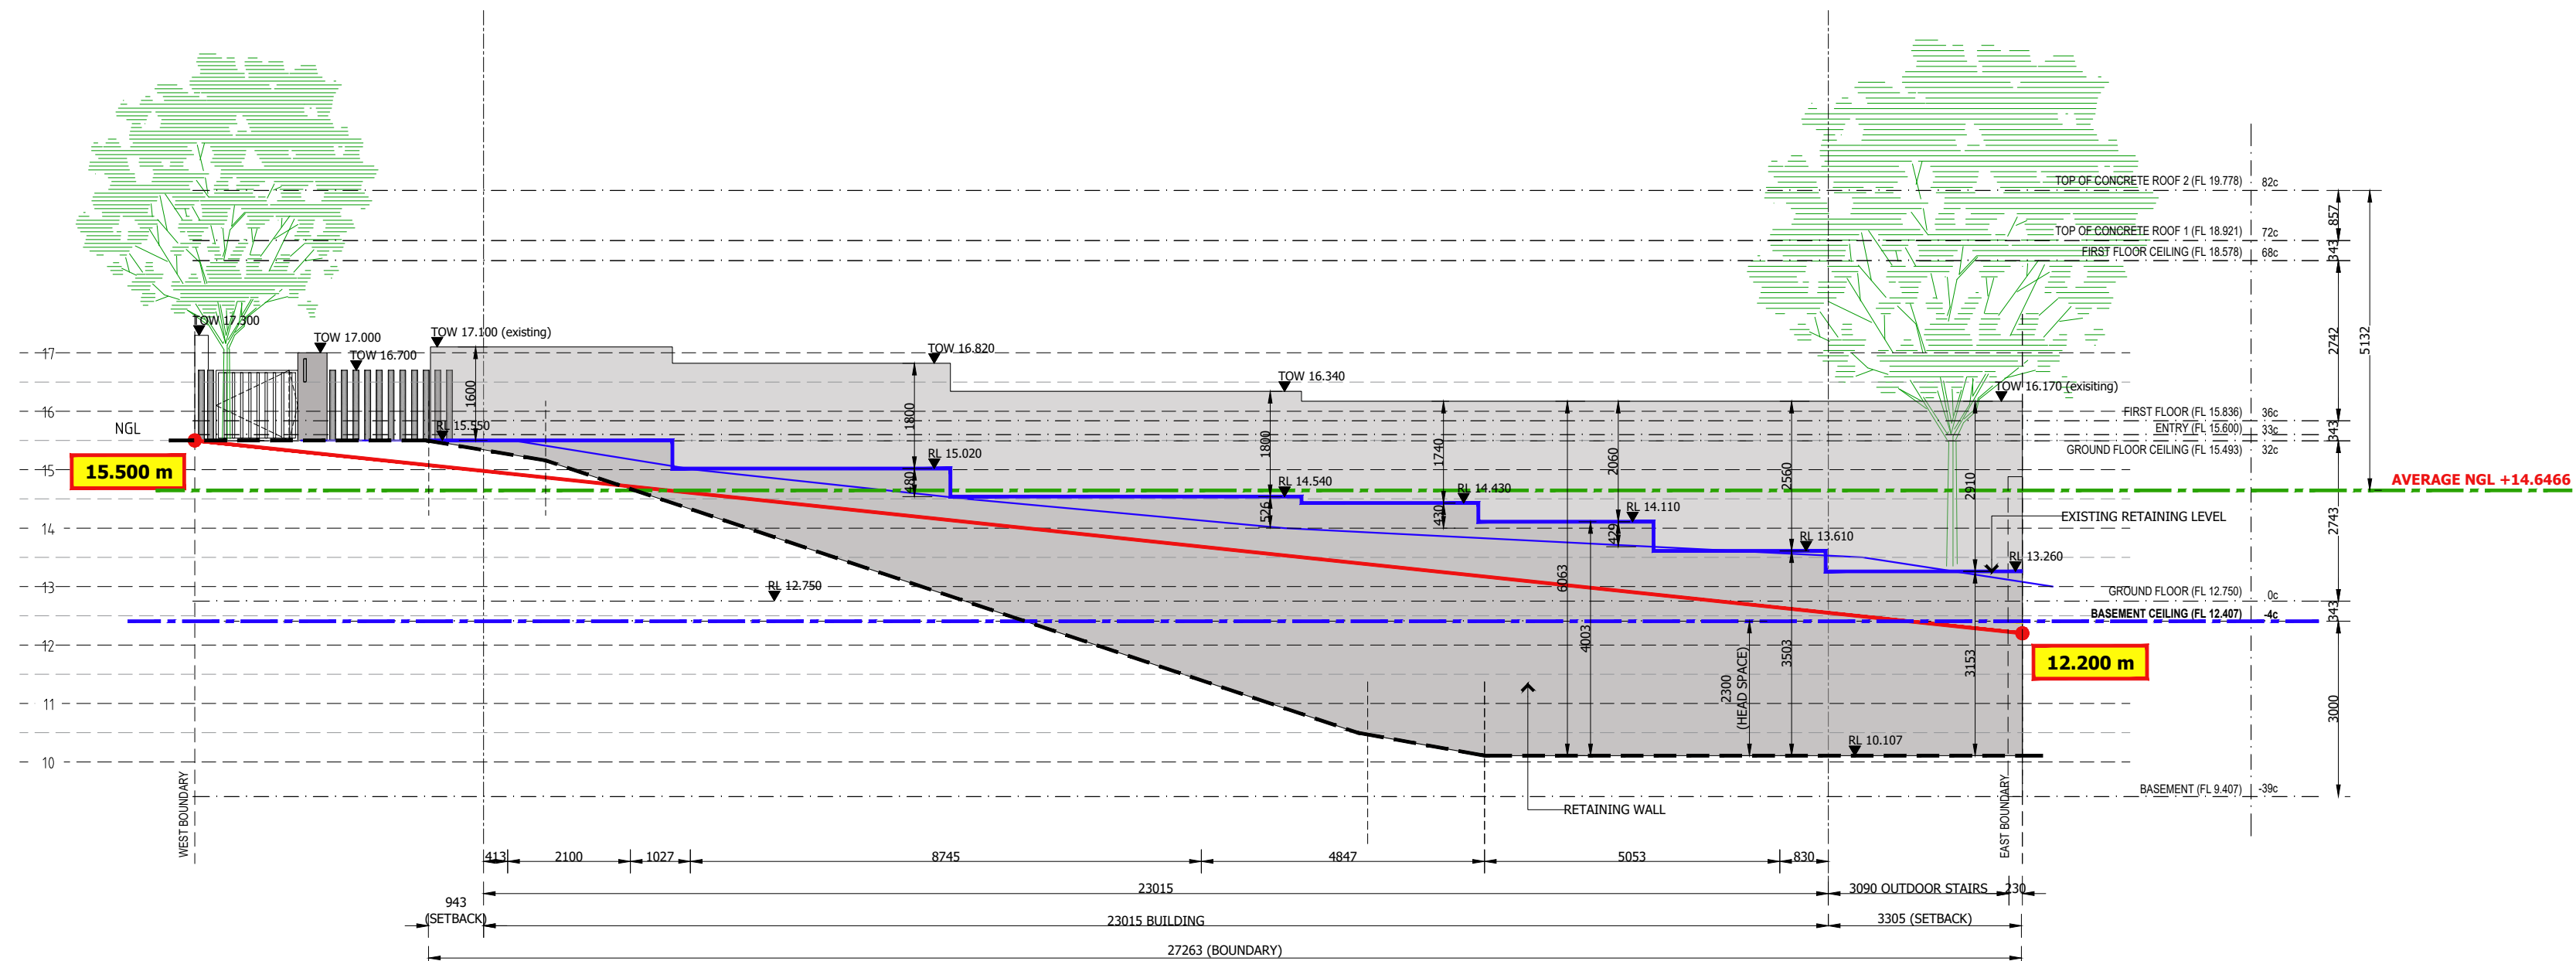 TOP OF CONCRETE ROOF 2 (FL 19.778) 82c
857
TOP OF CONCRETE ROOF 1 (FL 18.921) 72c
343
FIRST FLOOR CEILING (FL 18.578) 68c
TOW 17.300
TOW 17.000
TOW 17.100 (existing)
TOW 16.700
TOW 16.820
TOW 16.340
TOW 16.170 (exisiting)
2742
5132
17
16
15
14
13
12
11
10
1600
1800
1800
1740
2060
2560
2910
FIRST FLOOR (FL 15.836) 36c
ENTRY (FL 15.600) 33c
343
GROUND FLOOR CEILING (FL 15.493) 32c
NGL
15.500 m
RL 15.550
RL 15.020
480
RL 14.540
526
RL 14.430
430
RL 14.110
429
RL 13.610
RL 13.260
AVERAGE NGL +14.6466
EXISTING RETAINING LEVEL
2743
RL 12.750
GROUND FLOOR (FL 12.750) 0c
343
BASEMENT CEILING (FL 12.407) -4c
12.200 m
6063
4003
2300
(HEAD SPACE)
3503
3153
3000
RL 10.107
BASEMENT (FL 9.407) -39c
RETAINING WALL
WEST BOUNDARY
EAST BOUNDARY
413 2100 1027 8745 4847 5053 830
23015 3090 OUTDOOR STAIRS 230
943
(SETBACK)
23015 BUILDING 3305 (SETBACK)
27263 (BOUNDARY)